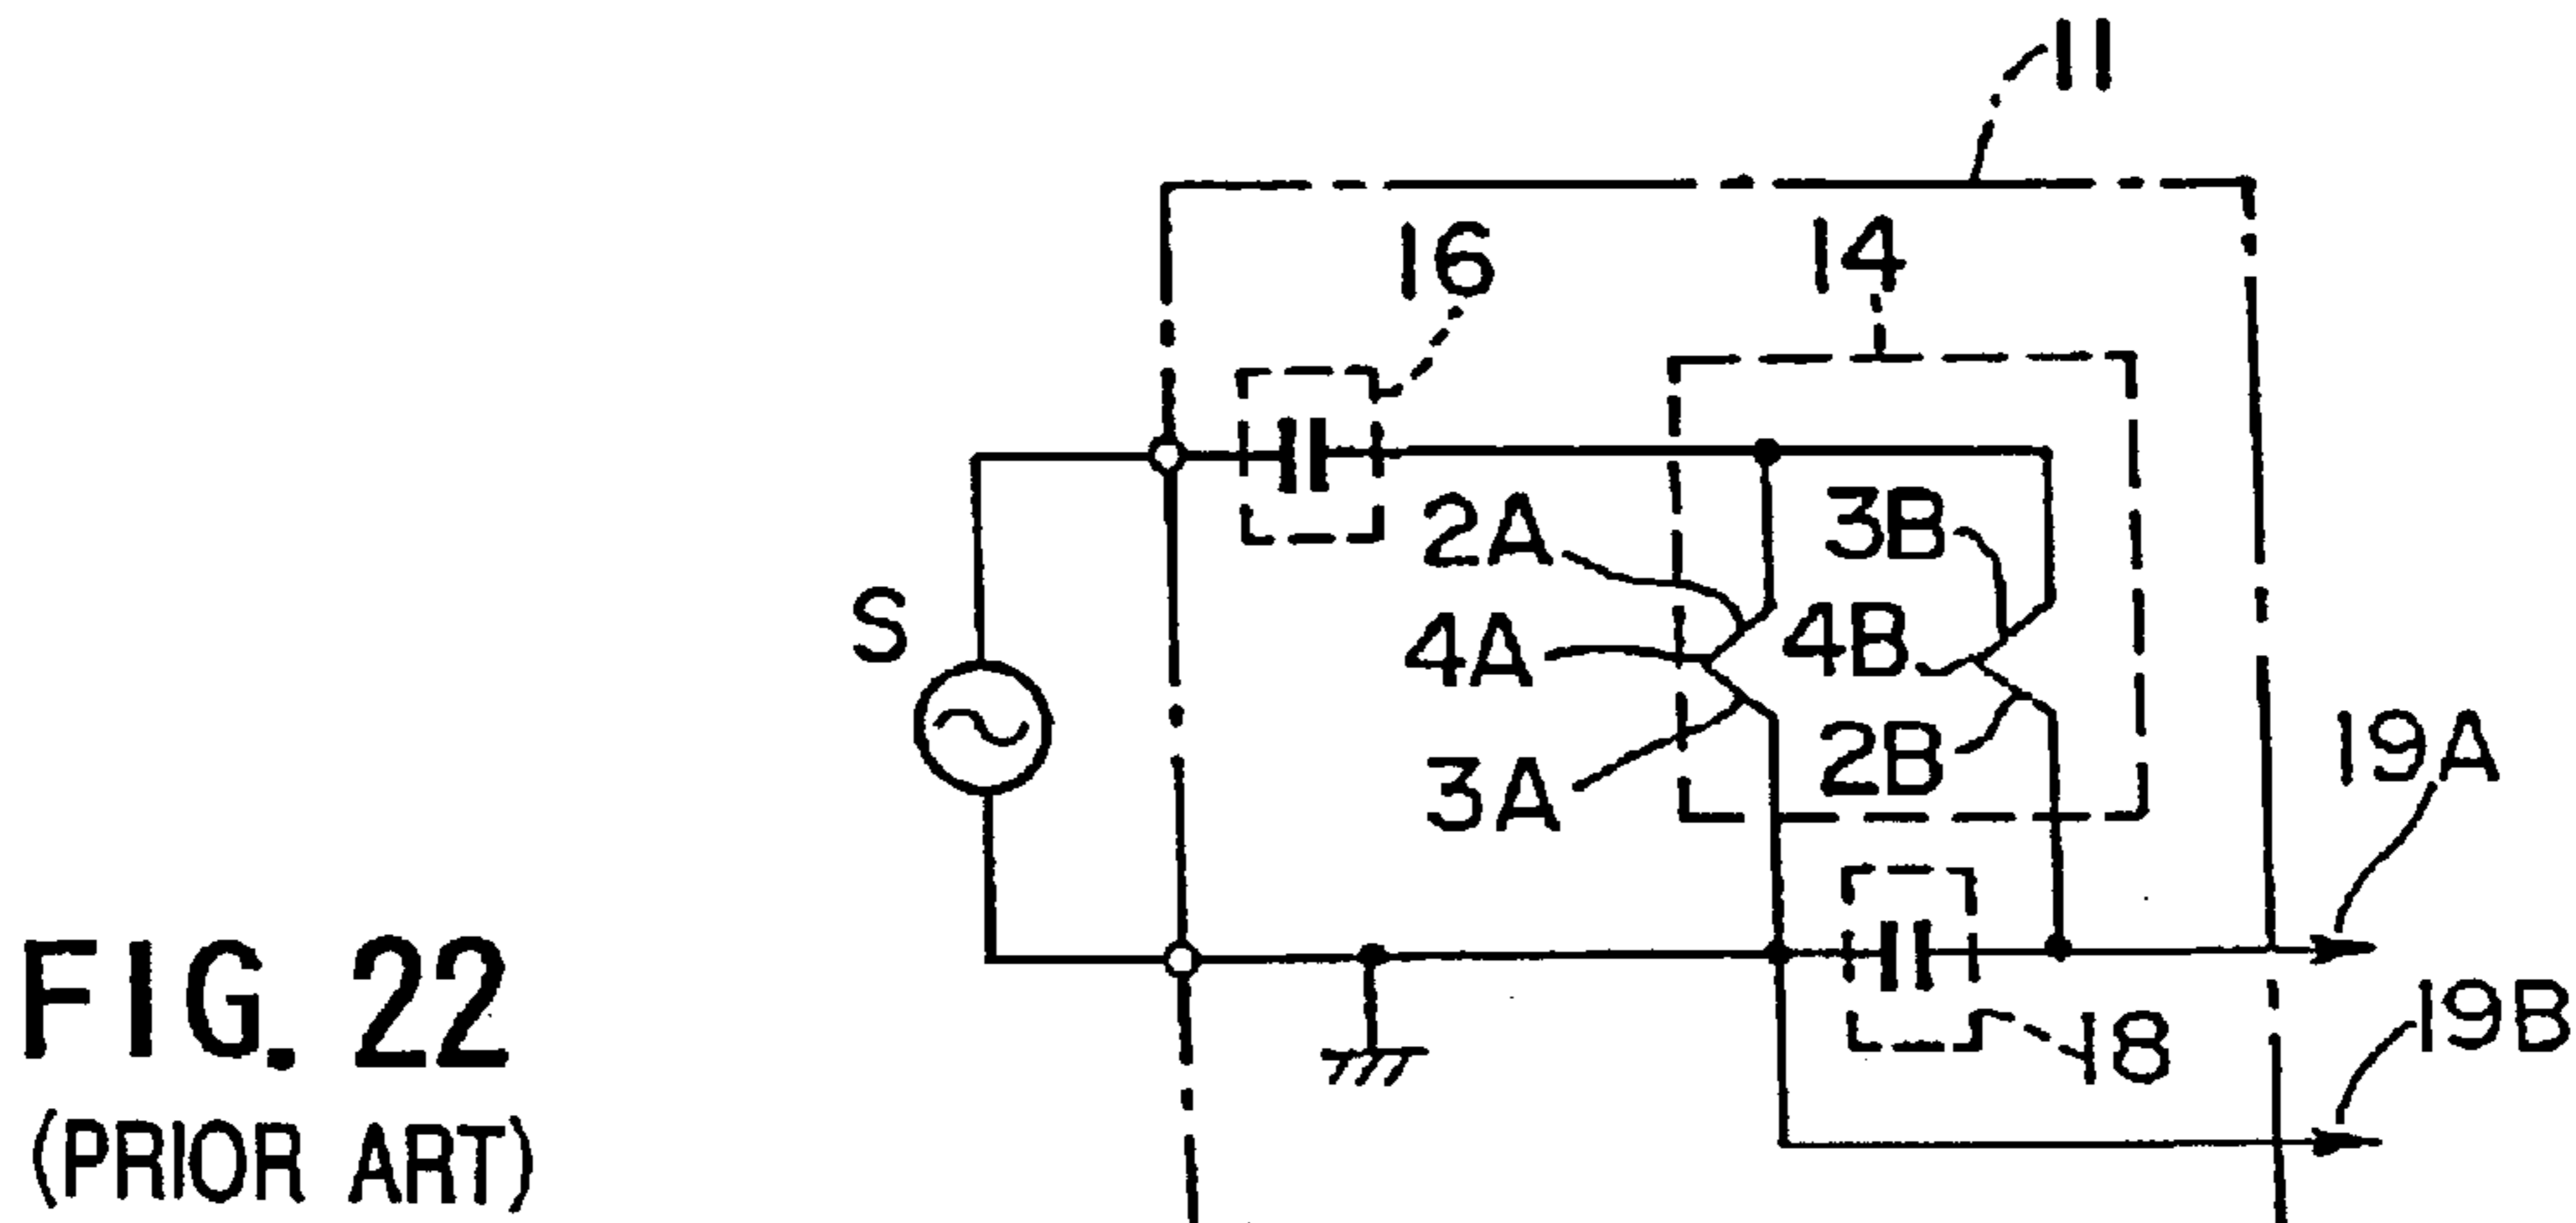 11
16
14
2A
3B
S
4A
4B
3A
2B
19A
18
19B
FIG. 22
(PRIOR ART)